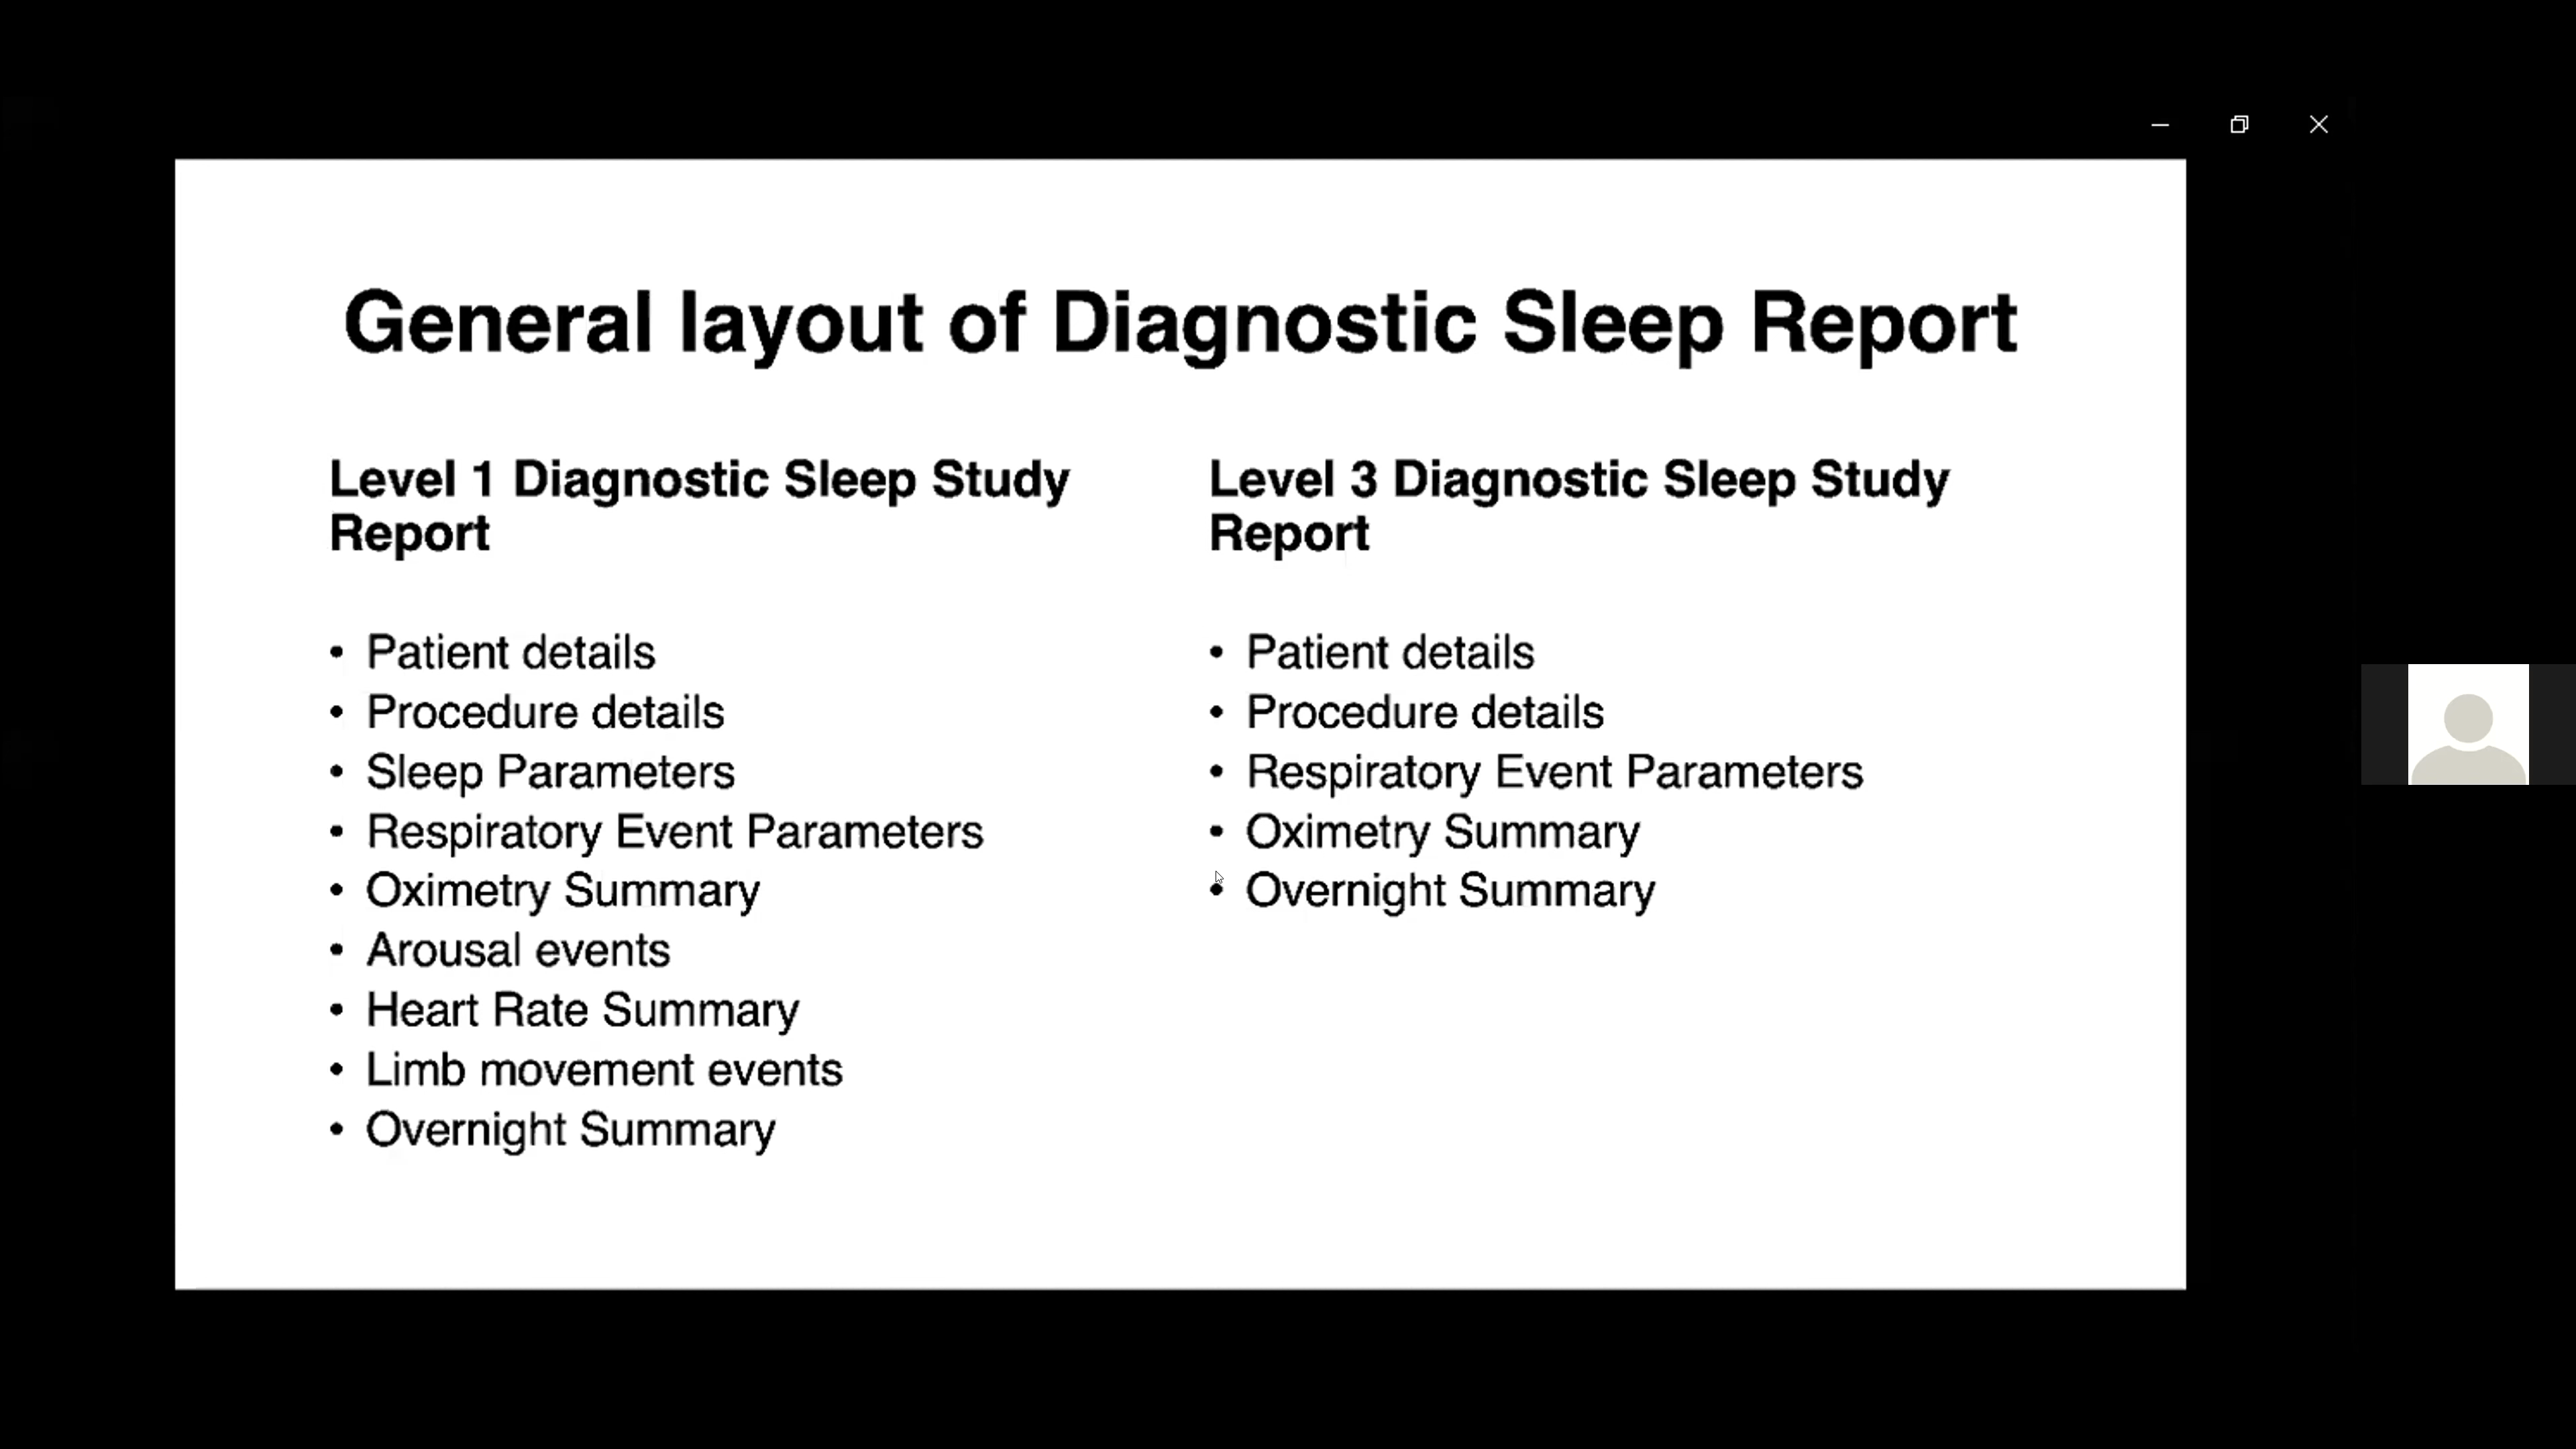 General layout of Diagnostic Sleep Report
Level 1 Diagnostic Sleep Study
Report
• Patient details
• Procedure details
• Sleep Parameters
• Respiratory Event Parameters
• Oximetry Summary
• Arousal events
• Heart Rate Summary
• Limb movement events
• Overnight Summary
Level 3 Diagnostic Sleep Study
Report
• Patient details
• Procedure details
• Respiratory Event Parameters
• Oximetry Summary
• Overnight Summary